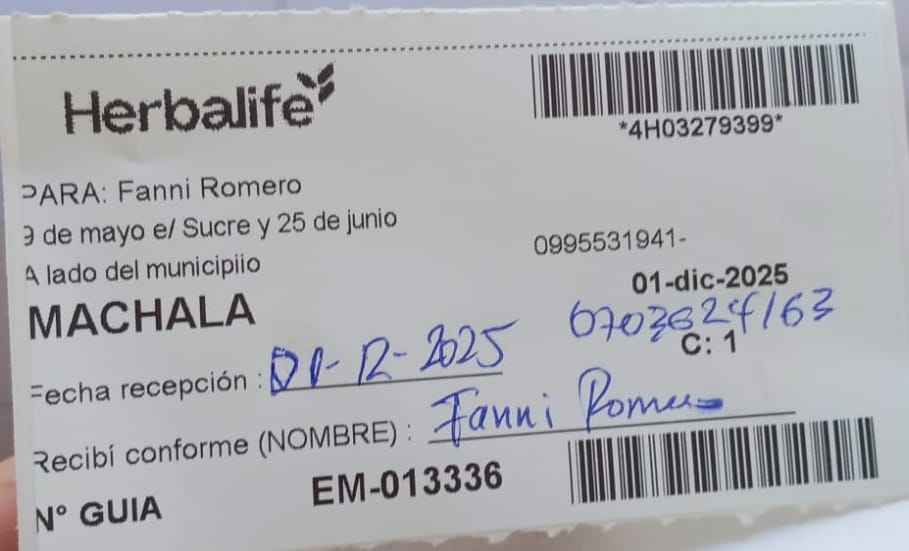 Herbalife
*4H03279399*
PARA: Fanni Romero
9 de mayo e/ Sucre y 25 de junio
A lado del municipiio
0995531941-
MACHALA
01-dic-2025
0703624163
C: 1
Fecha recepción : 01-12-2025
Recibí conforme (NOMBRE) : Fanni Romero
N° GUIA EM-013336